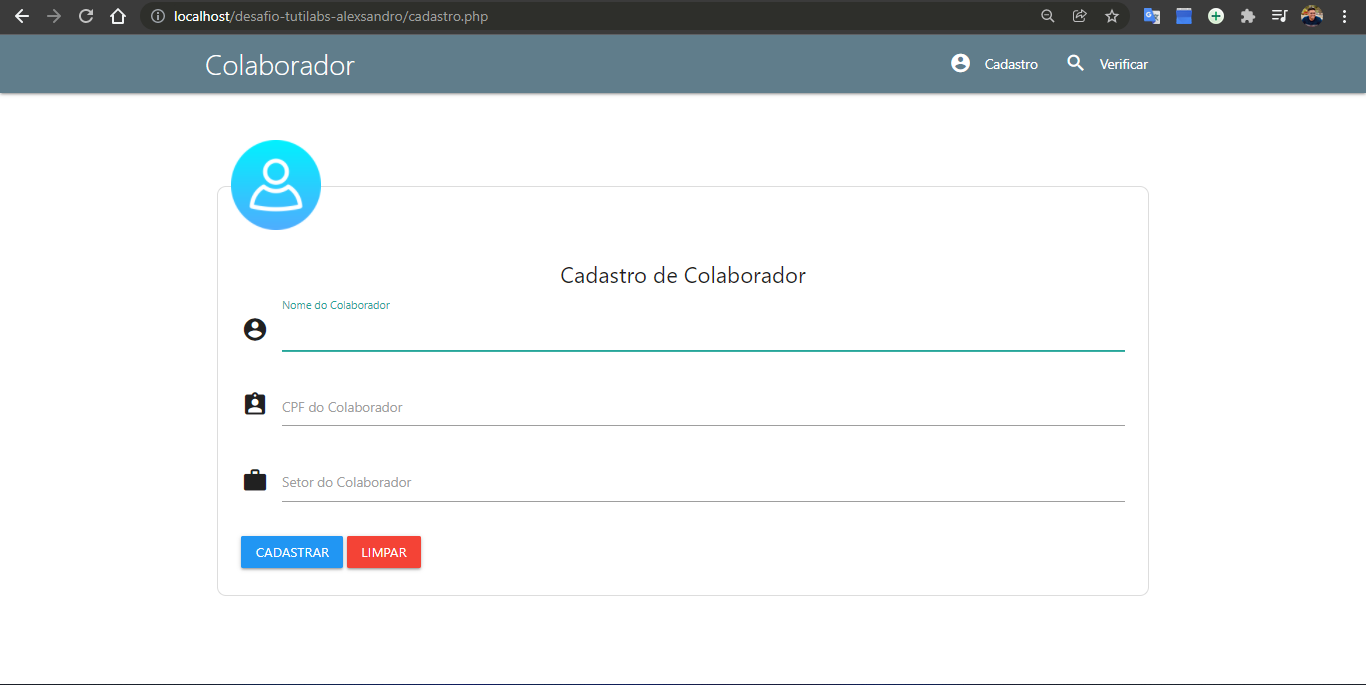 localhost/desafio-tutilabs-alexsandro/cadastro.php
Colaborador
Cadastro
Verificar
Cadastro de Colaborador
Nome do Colaborador
CPF do Colaborador
Setor do Colaborador
CADASTRAR
LIMPAR